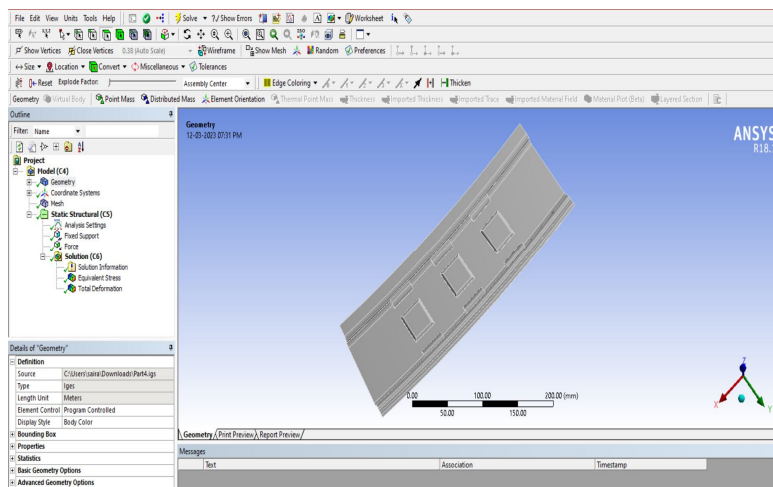 File Edit View Units Tools Help Solve ?/ Show Errors A Worksheet
Show Vertices Close Vertices 0.38 (Auto Scale) Wireframe Show Mesh Random Preferences
Size Location Convert Miscellaneous Tolerances
Reset Explode Factor: Assembly Center Edge Coloring Thicken
Geometry Virtual Body Point Mass Distributed Mass Element Orientation Thermal Point Mass Thickness Imported Thickness Imported Trace Imported Material Field Material Plot (Beta) Layered Section
Outline
Filter: Name
Project
Model (C4)
Geometry
Coordinate Systems
Mesh
Static Structural (C5)
Analysis Settings
Fixed Support
Force
Solution (C6)
Solution Information
Equivalent Stress
Total Deformation
Details of "Geometry"
Definition
Source C:\Users\saira\Downloads\Part4.igs
Type Iges
Length Unit Meters
Element Control Program Controlled
Display Style Body Color
Bounding Box
Properties
Statistics
Basic Geometry Options
Advanced Geometry Options
Geometry
12-03-2023 07:31 PM
ANSYS
R18.
Z
X
Y
0.00 100.00 200.00 (mm)
50.00 150.00
Geometry Print Preview Report Preview
Messages
Text Association Timestamp